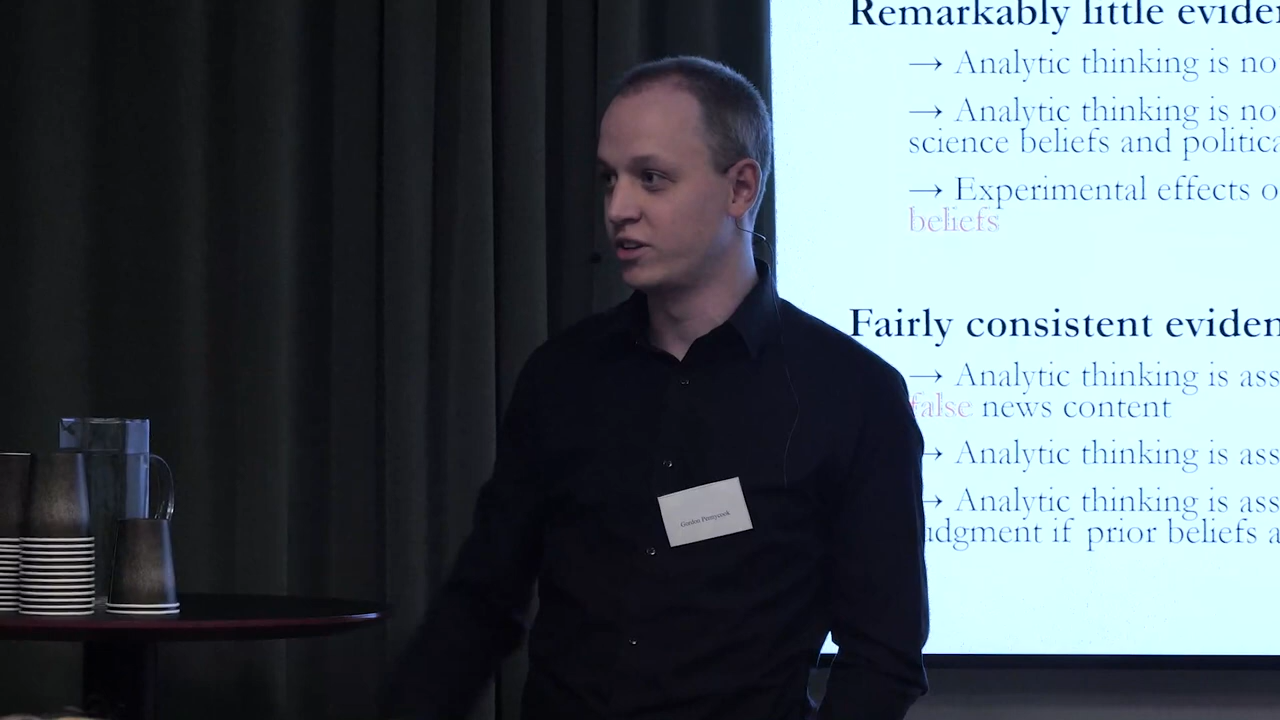 Remarkably little eviden
→ Analytic thinking is no
→ Analytic thinking is no
science beliefs and politica
→ Experimental effects o
beliefs
Fairly consistent eviden
→ Analytic thinking is ass
false news content
→ Analytic thinking is ass
→ Analytic thinking is ass
udgment if prior beliefs a
Gordon Pennycook